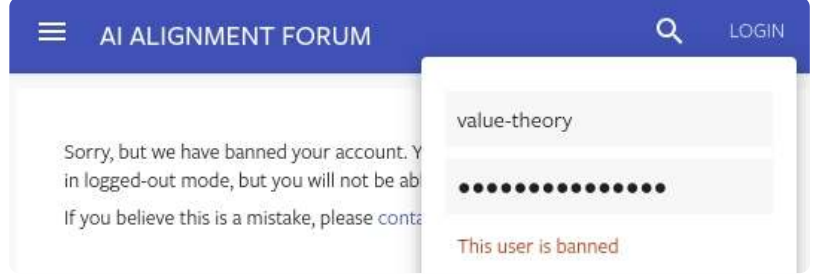 AI ALIGNMENT FORUM
LOGIN
Sorry, but we have banned your account.
in logged-out mode, but you will not be
If you believe this is a mistake, please
value-theory
●●●●●●●●●●●●●●●
This user is banned